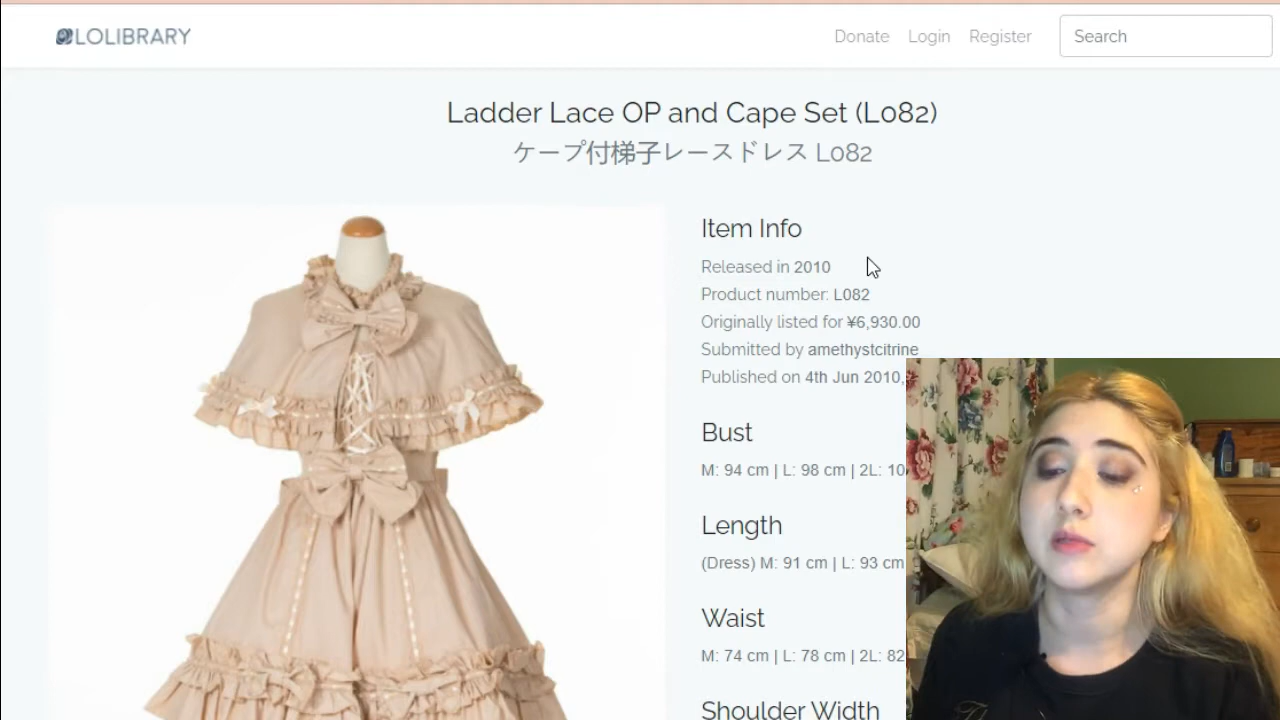 LOLIBRARY
Donate Login Register Search
Ladder Lace OP and Cape Set (L082)
ケープ付梯子レースドレス L082
Item Info
Released in 2010
Product number: L082
Originally listed for ¥6,930.00
Submitted by amethystcitrine
Published on 4th Jun 2010,
Bust
M: 94 cm | L: 98 cm | 2L: 10
Length
(Dress) M: 91 cm | L: 93 cm
Waist
M: 74 cm | L: 78 cm | 2L: 82
Shoulder Width